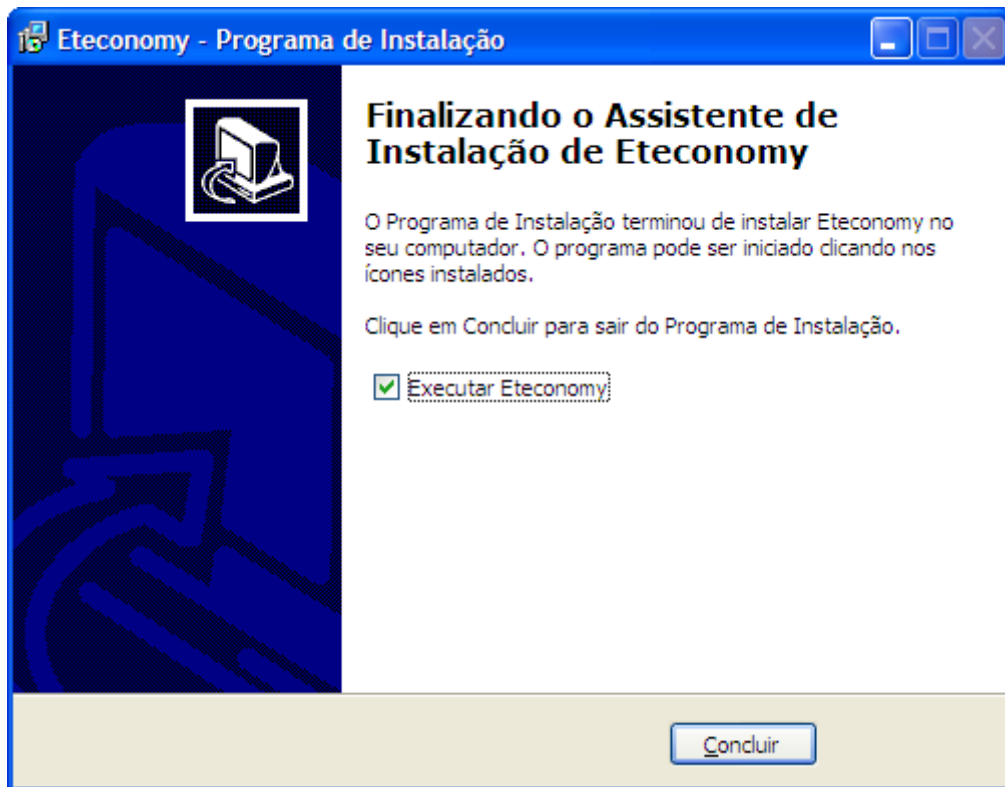 Eteconomy - Programa de Instalação
Finalizando o Assistente de
Instalação de Eteconomy
O Programa de Instalação terminou de instalar Eteconomy no
seu computador. O programa pode ser iniciado clicando nos
ícones instalados.
Clique em Concluir para sair do Programa de Instalação.
Executar Eteconomy
Concluir